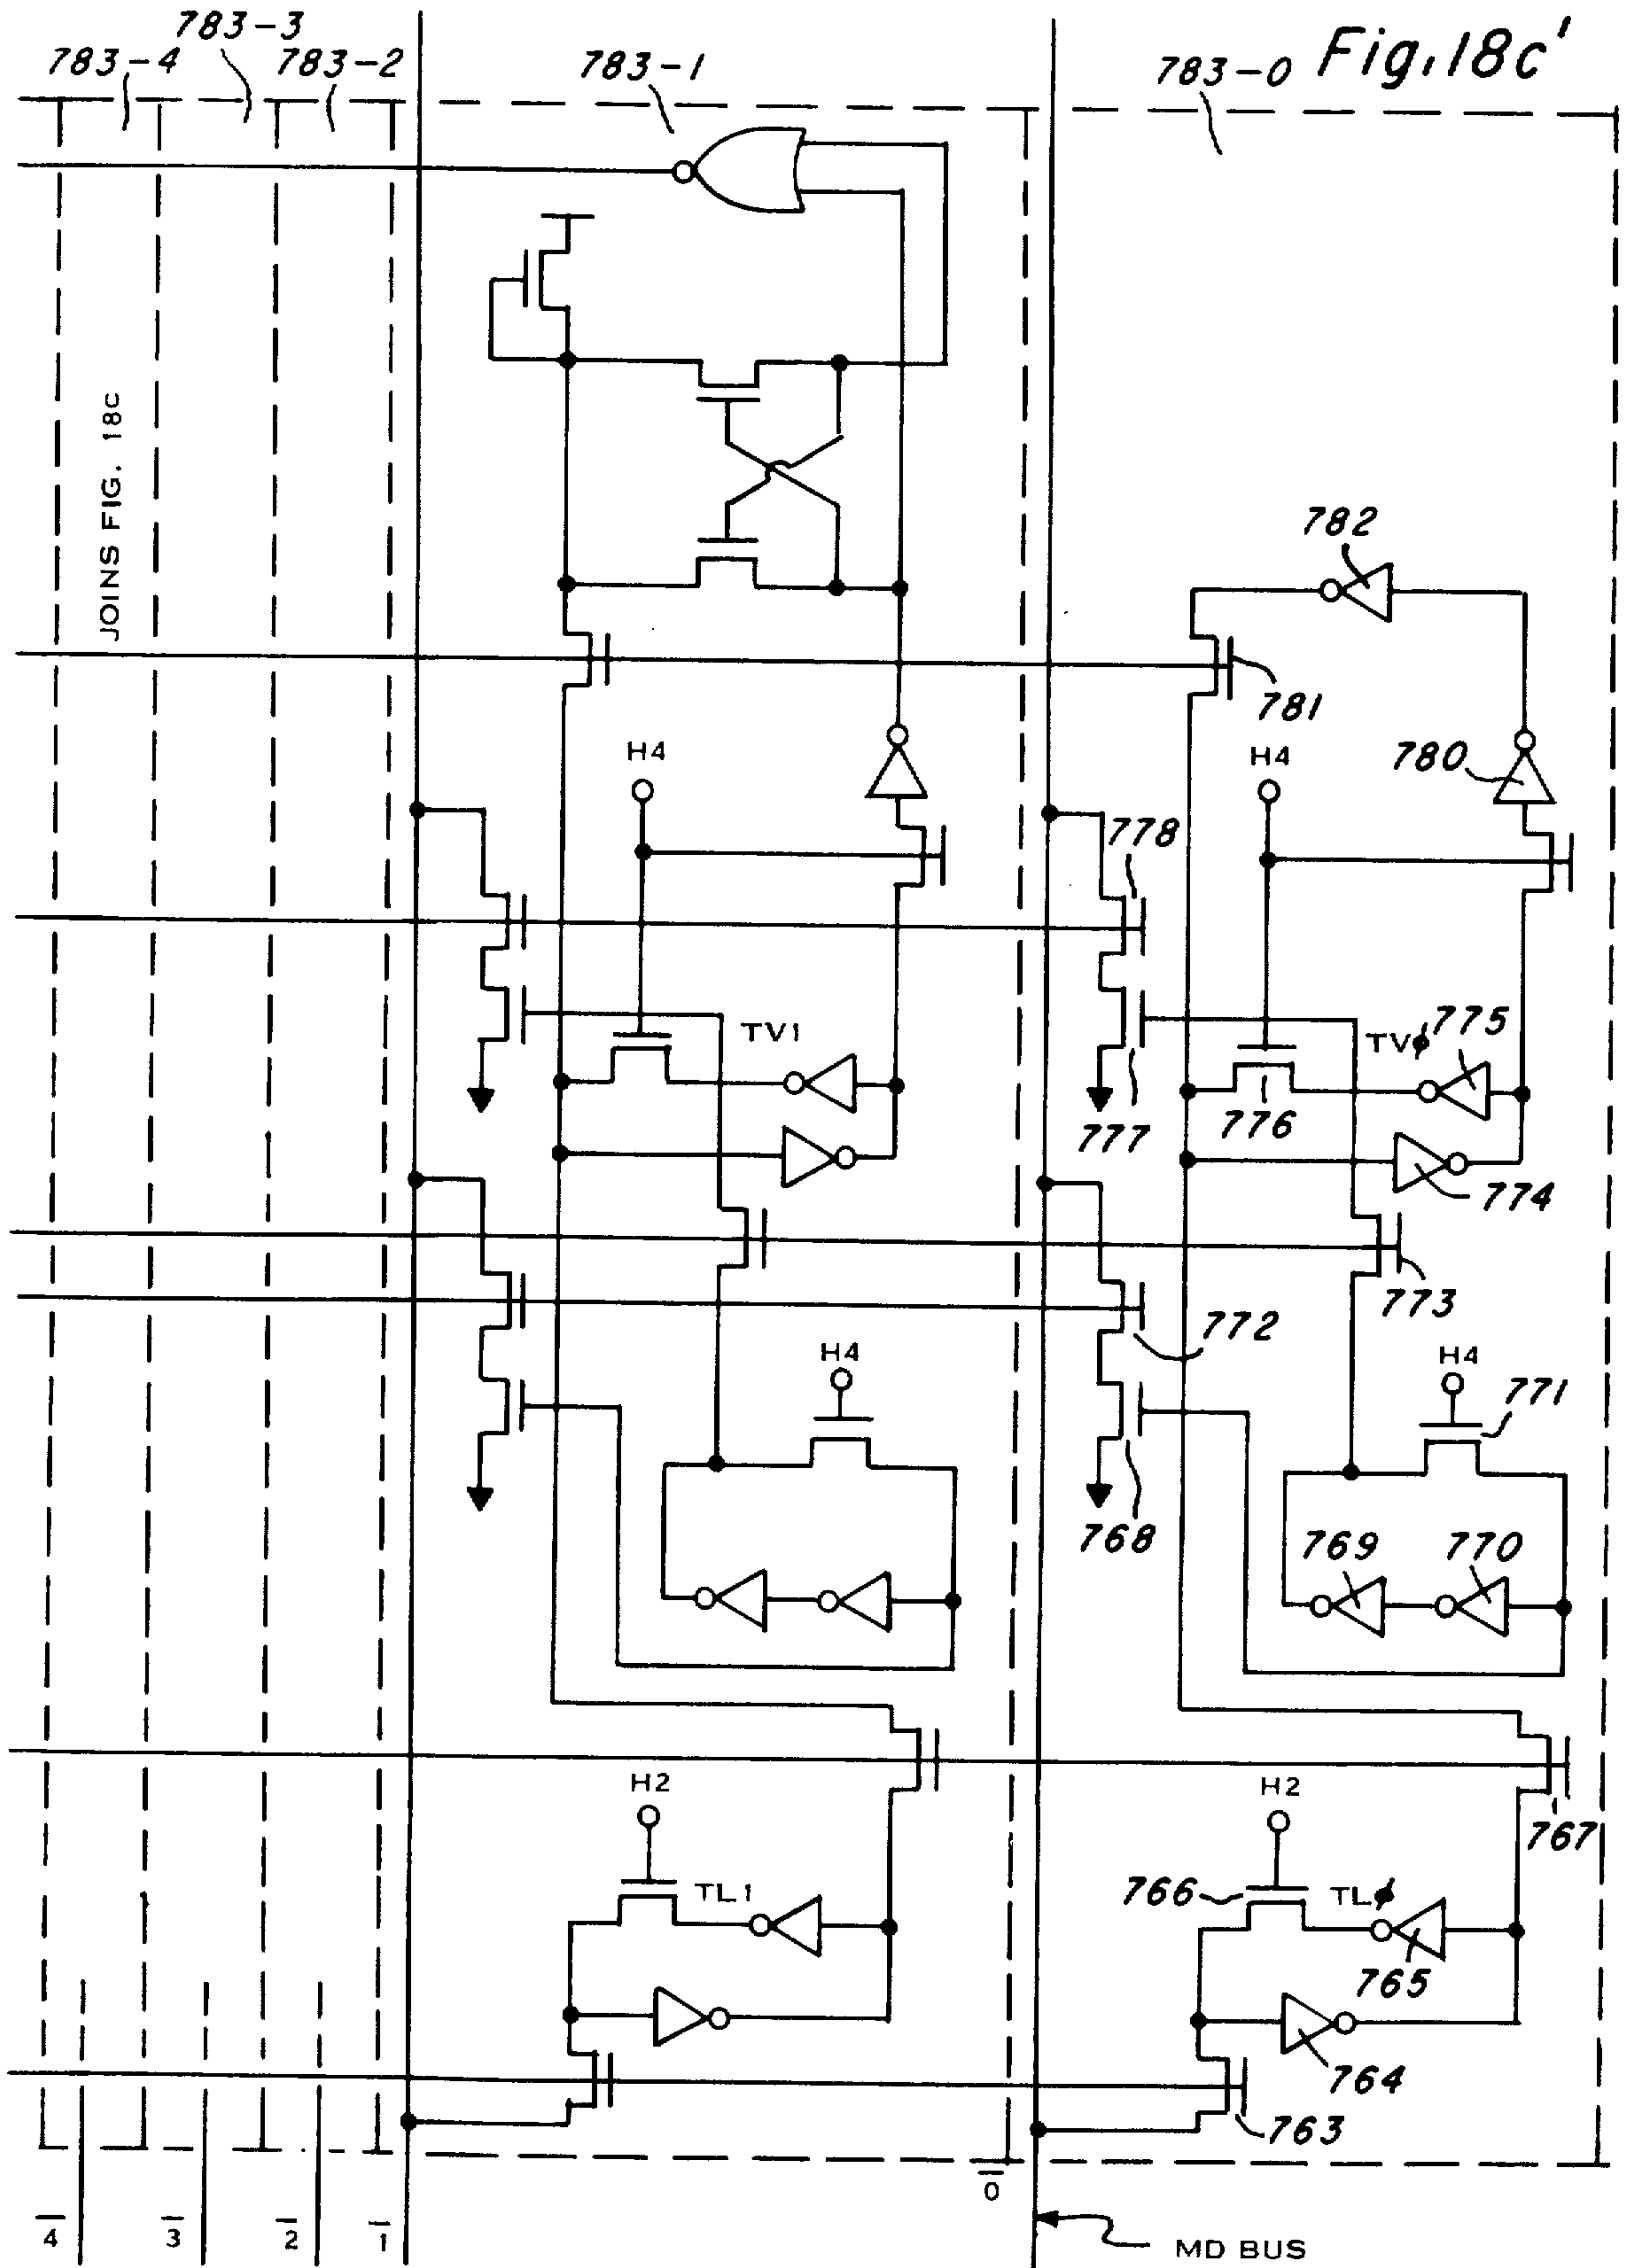 Fig. 18c'
783-4
783-3
783-2
783-1
783-0
JOINS FIG. 18C
782
781
H4
H4
780
778
TV1
TVϕ
775
777
776
774
773
772
H4
H4
771
768
769
770
H2
H2
767
TL1
766
TLϕ
765
764
763
4̅
3̅
2̅
1̅
0̅
MD BUS